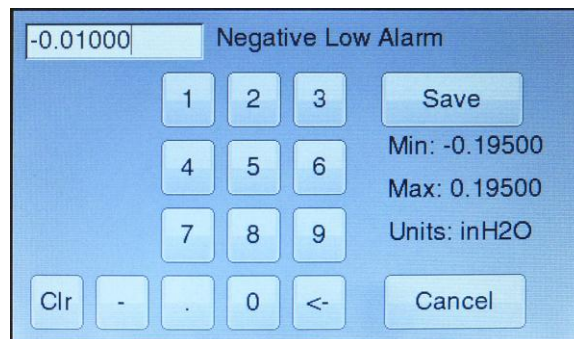 -0.01000 Negative Low Alarm
1 2 3 Save
Min: -0.19500
4 5 6
Max: 0.19500
7 8 9 Units: inH2O
Clr - . 0 <- Cancel